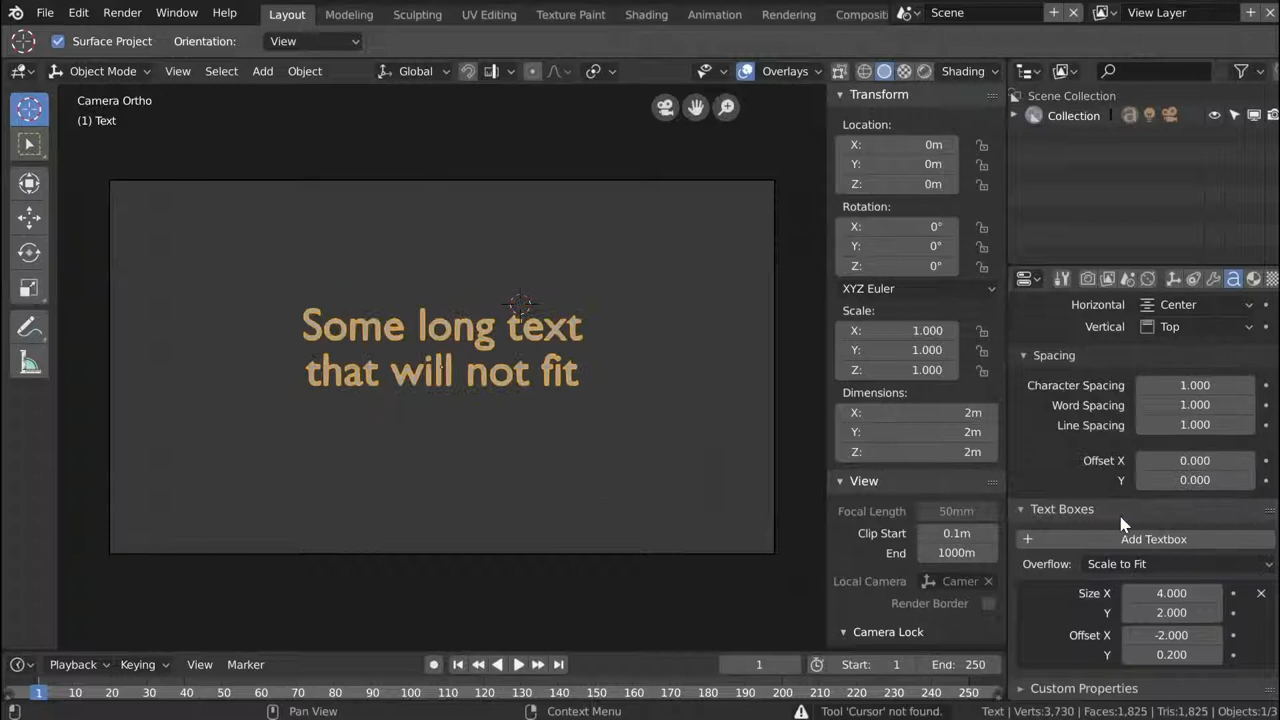 File Edit Render Window Help Layout Modeling Sculpting UV Editing Texture Paint Shading Animation Rendering Scene View Layer
Surface Project Orientation: View
Object Mode View Select Add Object Global Overlays Shading
Camera Ortho
(1) Text
Some long text
that will not fit
Transform
Location:
X: 0m
Y: 0m
Z: 0m
Rotation:
X: 0°
Y: 0°
Z: 0°
XYZ Euler
Scale:
X: 1.000
Y: 1.000
Z: 1.000
Dimensions:
X: 2m
Y: 2m
Z: 2m
View
Focal Length 50mm
Clip Start 0.1m
End 1000m
Local Camera Camer
Render Border
Camera Lock
Scene Collection
Collection
Horizontal Center
Vertical Top
Spacing
Character Spacing 1.000
Word Spacing 1.000
Line Spacing 1.000
Offset X 0.000
Y 0.000
Text Boxes
Add Textbox
Overflow: Scale to Fit
Size X 4.000
Y 2.000
Offset X -2.000
Y 0.200
Custom Properties
Playback Keying View Marker 1 Start: 1 End: 250
1 10 20 30 40 50 60 70 80 90 100 110 120 130 140 150 160 170 180 190 200 210 220 230 240 250
Pan View Context Menu Tool 'Cursor' not found. Text | Verts:3,730 | Faces:1,825 | Tris:1,825 | Objects:1/3